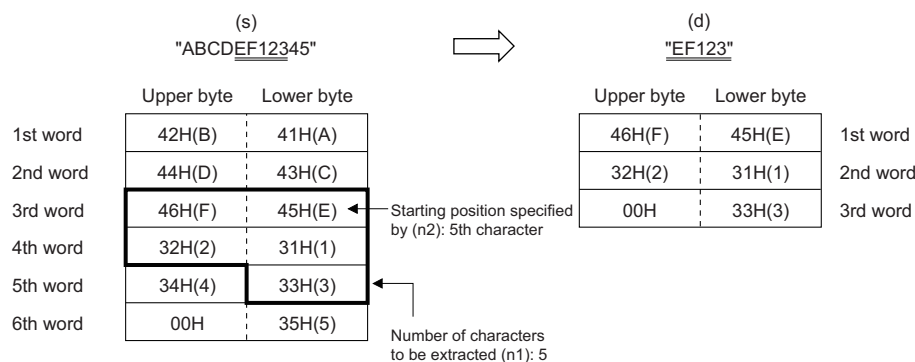 (s)
"ABCDEF12345"
(d)
"EF123"
Upper byte Lower byte
1st word 42H(B) 41H(A)
2nd word 44H(D) 43H(C)
3rd word 46H(F) 45H(E)
4th word 32H(2) 31H(1)
5th word 34H(4) 33H(3)
6th word 00H 35H(5)
Starting position specified
by (n2): 5th character
Number of characters
to be extracted (n1): 5
Upper byte Lower byte
46H(F) 45H(E) 1st word
32H(2) 31H(1) 2nd word
00H 33H(3) 3rd word